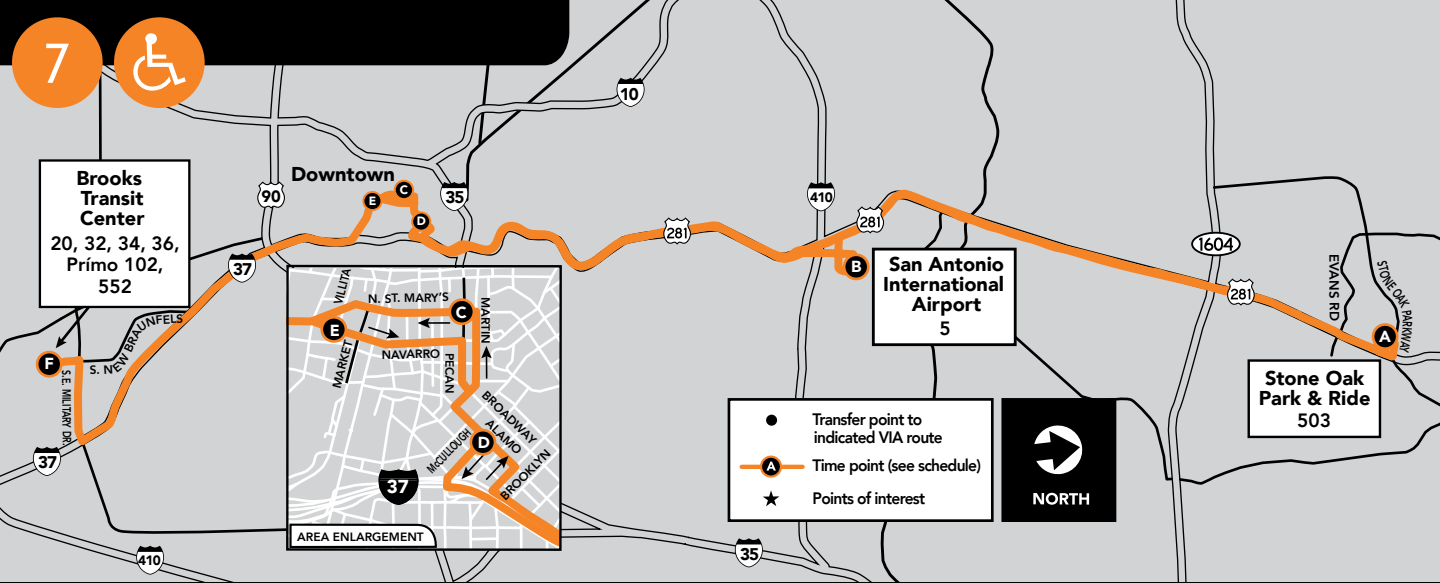 7
10
Downtown
Brooks
Transit
Center
20, 32, 34, 36,
Prímo 102,
552
90
35
410
281
281
E
C
D
37
1604
B
San Antonio
International
Airport
5
281
EVANS RD
STONE OAK PARKWAY
A
Stone Oak
Park & Ride
503
F
S. NEW BRAUNFELS
S.E. MILITARY DR.
37
410
VILLITA
N. ST. MARY'S
C
MARTIN
E
MARKET
NAVARRO
PECAN
BROADWAY
ALAMO
D
McCULLOUGH
BROOKLYN
37
AREA ENLARGEMENT
35
Transfer point to
indicated VIA route
A
Time point (see schedule)
Points of interest
NORTH